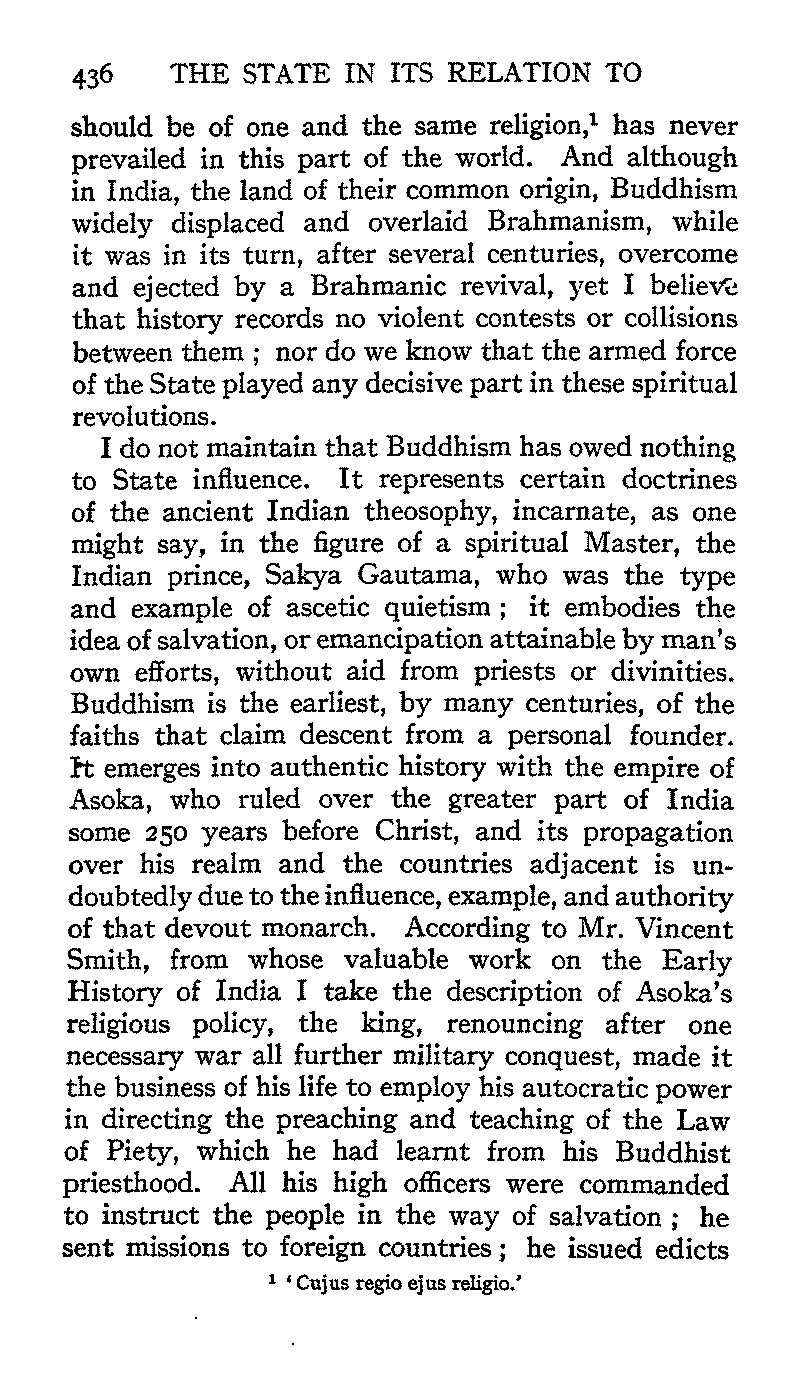 436 THE STATE IN ITS RELATION TO
should be of one and the same religion,¹ has never
prevailed in this part of the world. And although
in India, the land of their common origin, Buddhism
widely displaced and overlaid Brahmanism, while
it was in its turn, after several centuries, overcome
and ejected by a Brahmanic revival, yet I believe
that history records no violent contests or collisions
between them ; nor do we know that the armed force
of the State played any decisive part in these spiritual
revolutions.
I do not maintain that Buddhism has owed nothing
to State influence. It represents certain doctrines
of the ancient Indian theosophy, incarnate, as one
might say, in the figure of a spiritual Master, the
Indian prince, Sakya Gautama, who was the type
and example of ascetic quietism ; it embodies the
idea of salvation, or emancipation attainable by man's
own efforts, without aid from priests or divinities.
Buddhism is the earliest, by many centuries, of the
faiths that claim descent from a personal founder.
It emerges into authentic history with the empire of
Asoka, who ruled over the greater part of India
some 250 years before Christ, and its propagation
over his realm and the countries adjacent is un-
doubtedly due to the influence, example, and authority
of that devout monarch. According to Mr. Vincent
Smith, from whose valuable work on the Early
History of India I take the description of Asoka's
religious policy, the king, renouncing after one
necessary war all further military conquest, made it
the business of his life to employ his autocratic power
in directing the preaching and teaching of the Law
of Piety, which he had learnt from his Buddhist
priesthood. All his high officers were commanded
to instruct the people in the way of salvation ; he
sent missions to foreign countries ; he issued edicts
¹ ‘Cujus regio ejus religio.’